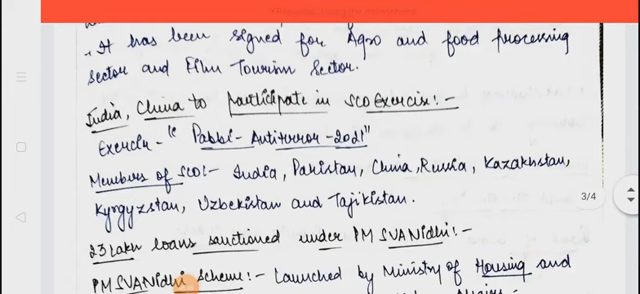 . It has been signed for Agro and food processing
sector and Film Tourism sector.
India, China to participate in SCO Exercise:-
Exercise - " Pabbi - Antiterror - 2021"
Members of SCO:- India, Pakistan, China, Russia, Kazakhstan,
Kyrgyzstan, Uzbekistan and Tajikistan.
3/4
23 Lakh loans sanctioned under PM SVANidhi:-
PM SVANidhi Scheme:- Launched by Ministry of Housing and